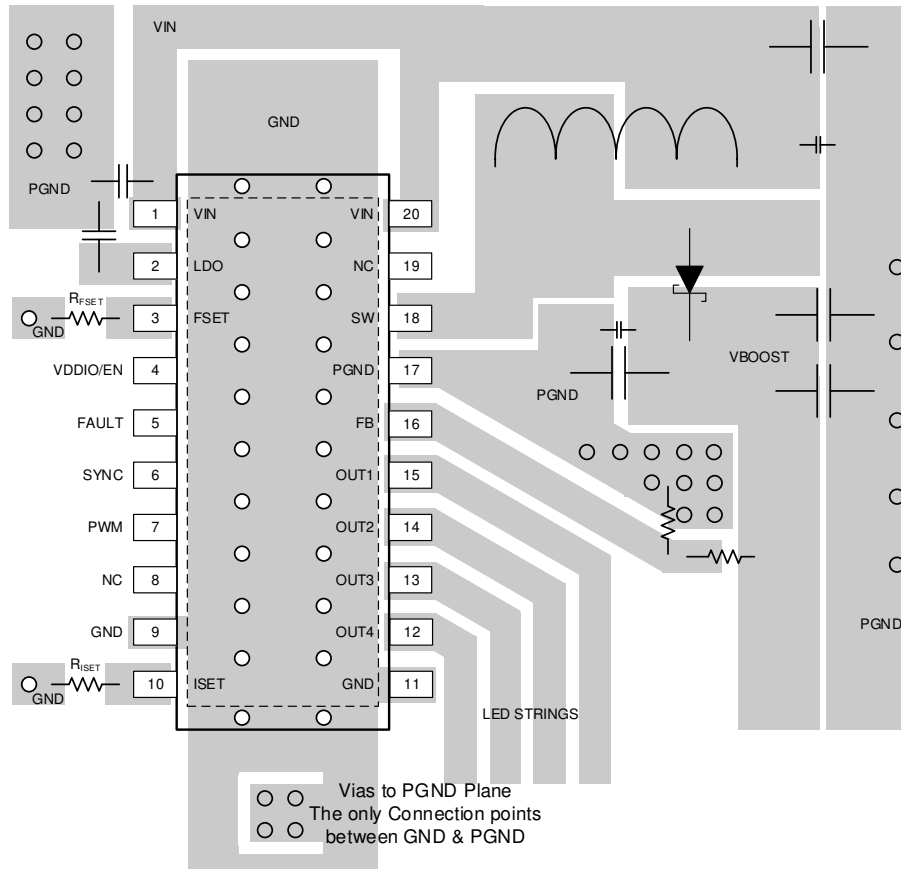 VIN
GND
PGND
1 VIN VIN 20
2 LDO NC 19
RFSET
GND
3 FSET SW 18
VDDIO/EN 4 PGND 17
VBOOST
PGND
FAULT 5 FB 16
SYNC 6 OUT1 15
PWM 7 OUT2 14
NC 8 OUT3 13
GND 9 OUT4 12
PGND
RISET
GND
10 ISET GND 11
LED STRINGS
Vias to PGND Plane
The only Connection points
between GND & PGND